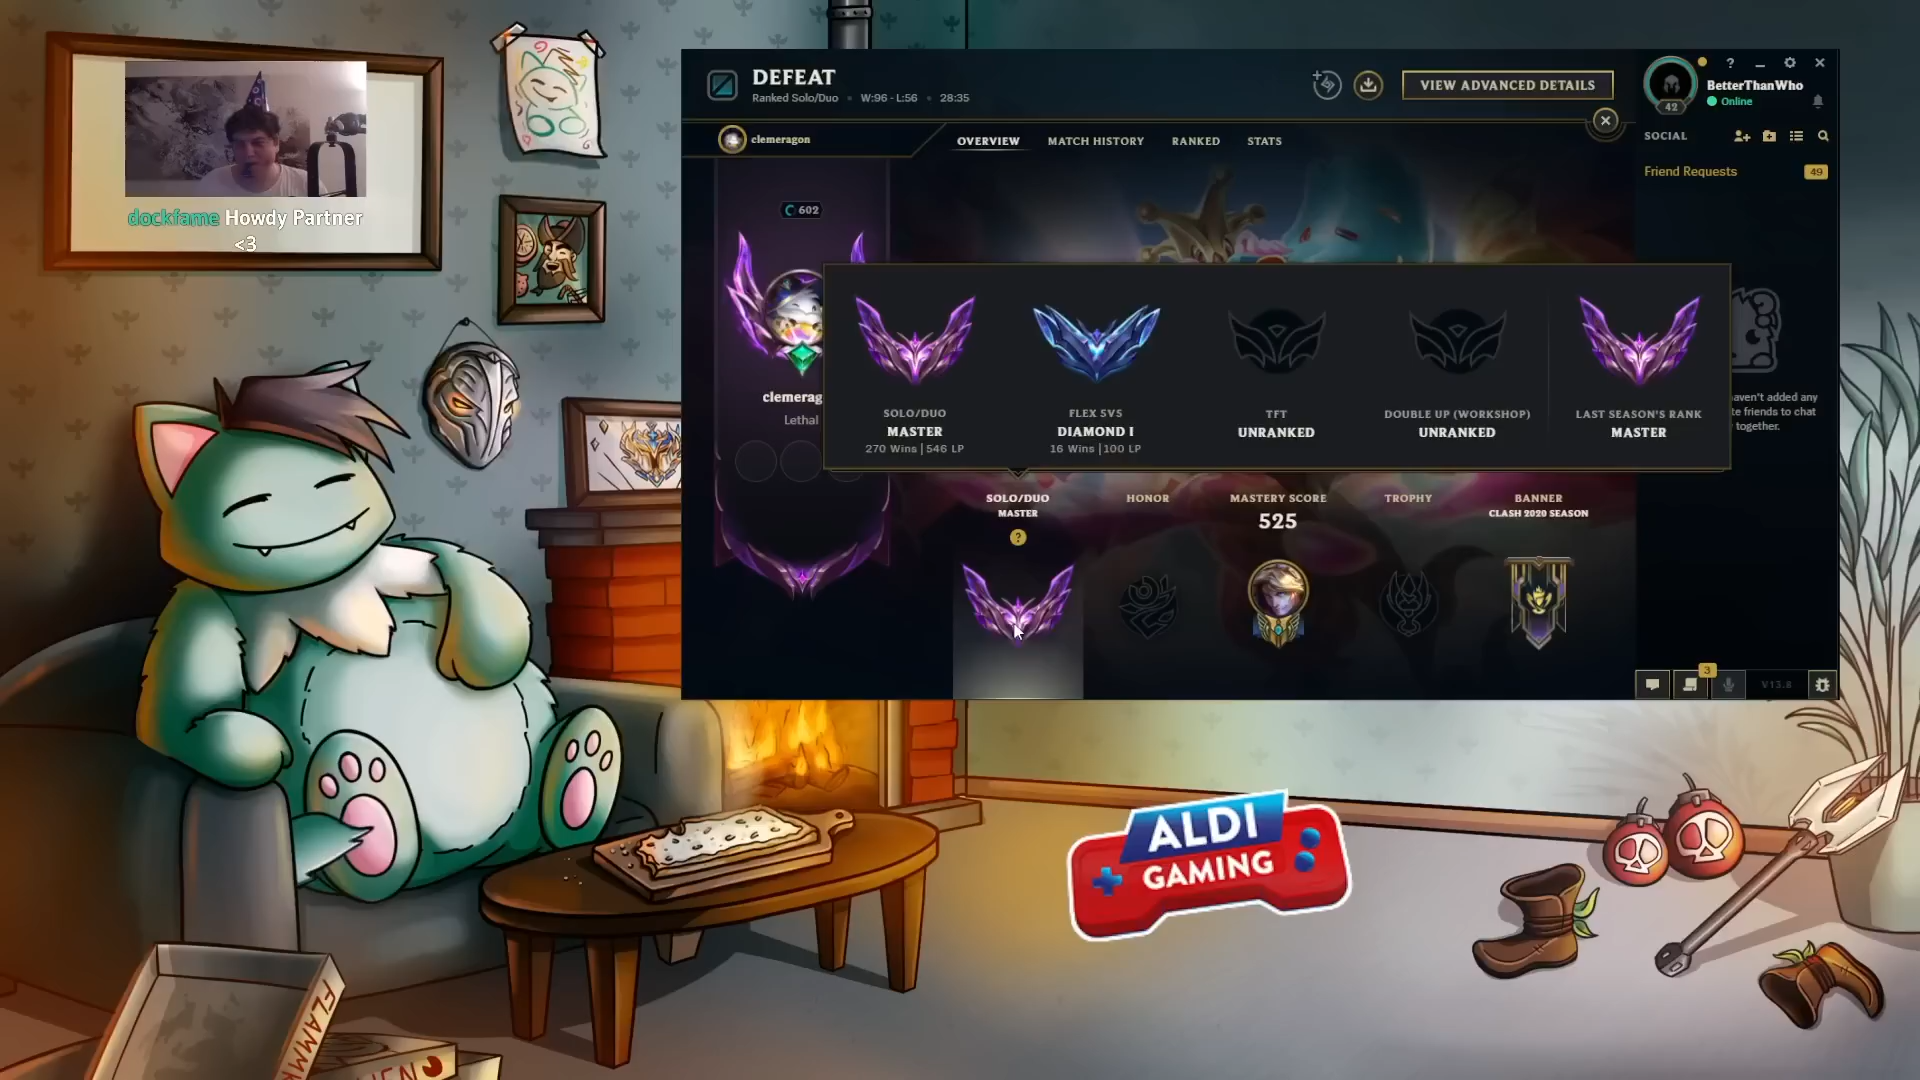 DEFEAT
Ranked Solo/Duo • W:96 - L:56 • 28:35
VIEW ADVANCED DETAILS
BetterThanWho
42
Online
clemeragon
OVERVIEW
MATCH HISTORY
RANKED
STATS
SOCIAL
Friend Requests
49
dockfame Howdy Partner
<3
602
clemerag
Lethal
SOLO/DUO
MASTER
270 Wins | 546 LP
FLEX 5V5
DIAMOND I
16 Wins | 100 LP
TFT
UNRANKED
DOUBLE UP (WORKSHOP)
UNRANKED
LAST SEASON'S RANK
MASTER
aven't added any
te friends to chat
together.
SOLO/DUO
MASTER
?
HONOR
MASTERY SCORE
525
TROPHY
BANNER
CLASH 2020 SEASON
3
V13.8
ALDI
GAMING